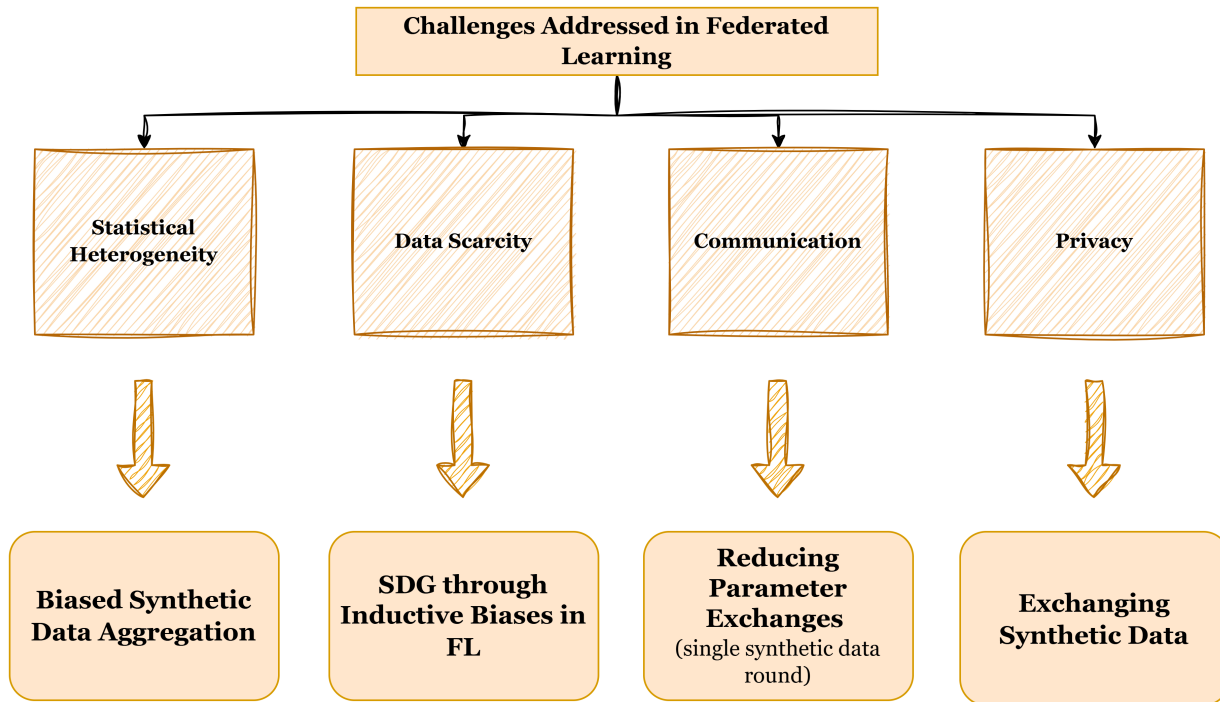 Challenges Addressed in Federated
Learning
Statistical
Heterogeneity
Data Scarcity
Communication
Privacy
Biased Synthetic
Data Aggregation
SDG through
Inductive Biases in
FL
Reducing
Parameter
Exchanges
(single synthetic data
round)
Exchanging
Synthetic Data